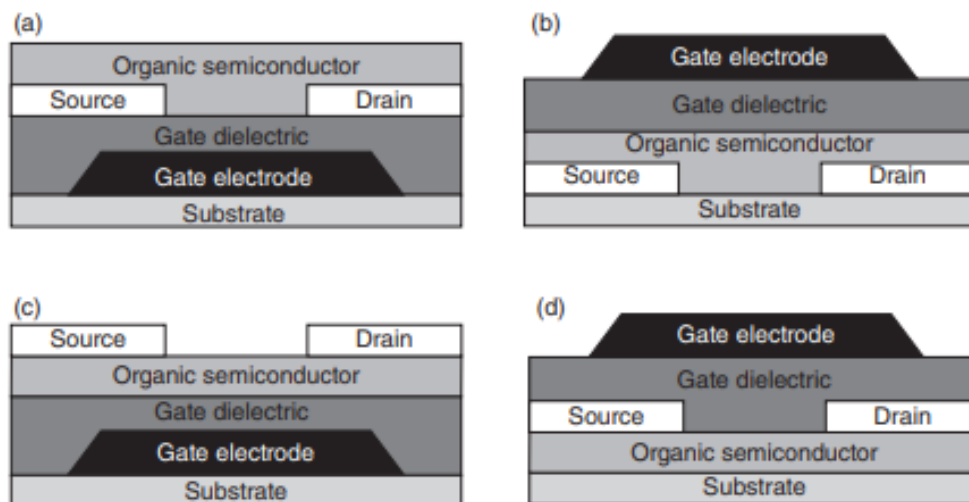 (a)
Organic semiconductor
Source Drain
Gate dielectric
Gate electrode
Substrate
(b)
Gate electrode
Gate dielectric
Organic semiconductor
Source Drain
Substrate
(c)
Source Drain
Organic semiconductor
Gate dielectric
Gate electrode
Substrate
(d)
Gate electrode
Gate dielectric
Source Drain
Organic semiconductor
Substrate